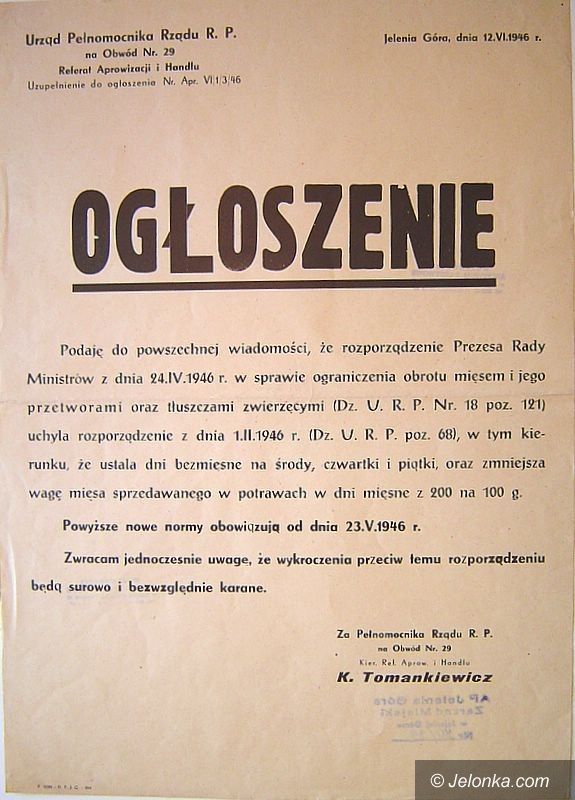 Urząd Pełnomocnika Rządu R. P.
na Obwód Nr. 29
Referat Aprowizacji i Handlu
Uzupełnienie do ogłoszenia Nr. Apr. VI/1/3/46
Jelenia Góra, dnia 12.VI.1946 r.
OGŁOSZENIE
Podaję do powszechnej wiadomości, że rozporządzenie Prezesa Rady
Ministrów z dnia 24.IV.1946 r. w sprawie ograniczenia obrotu mięsem i jego
przetworami oraz tłuszczami zwierzęcymi (Dz. U. R. P. Nr. 18 poz. 121)
uchyla rozporządzenie z dnia 1.II.1946 r. (Dz. U. R. P. poz. 68), w tym kie-
runku, że ustala dni bezmięsne na środy, czwartki i piątki, oraz zmniejsza
wagę mięsa sprzedawanego w potrawach w dni mięsne z 200 na 100 g.
Powyższe nowe normy obowiązują od dnia 23.V.1946 r.
Zwracam jednocześnie uwagę, że wykroczenia przeciw temu rozporządzeniu
będą surowo i bezwzględnie karane.
Za Pełnomocnika Rządu R. P.
na Obwód Nr. 29
Kier. Ref. Aprow. i Handlu
K. Tomankiewicz
AP Jelenia Góra
Zarząd Miejski
w Jeleniej Górze
Nr
© Jelonka.com